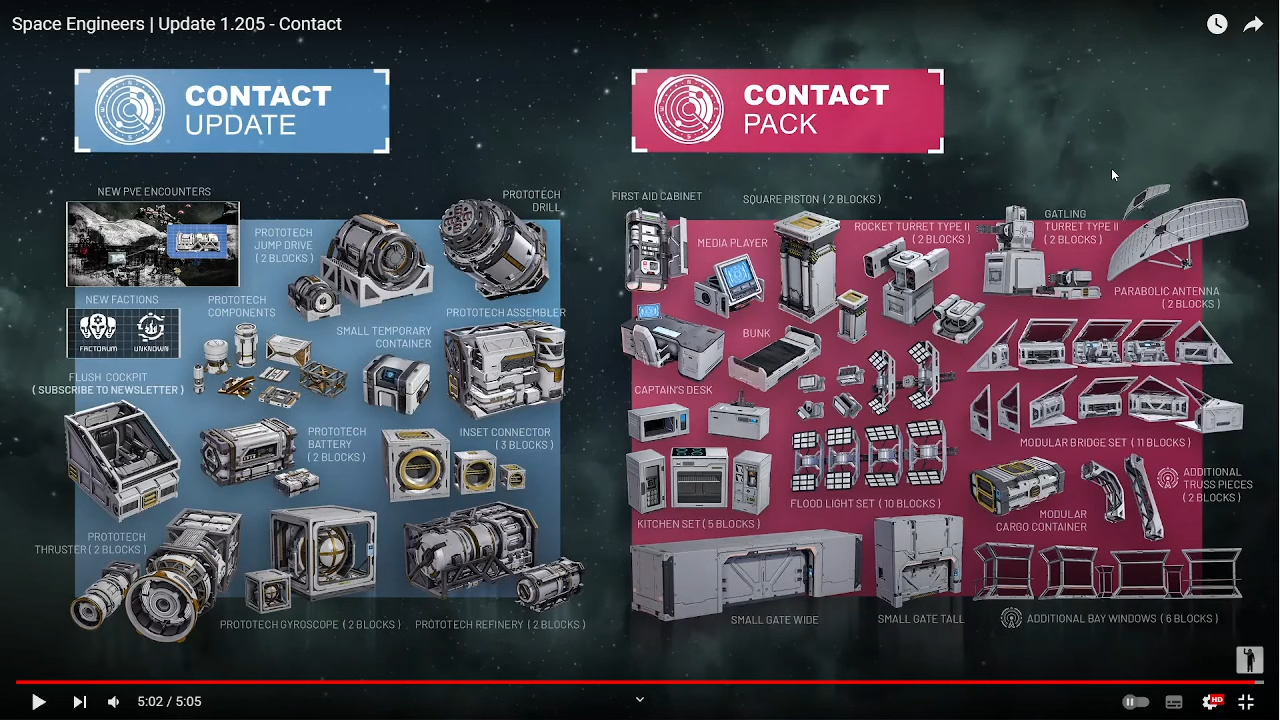 Space Engineers | Update 1.205 - Contact
CONTACT
UPDATE
CONTACT
PACK
NEW PVE ENCOUNTERS
PROTOTECH
DRILL
PROTOTECH
JUMP DRIVE
(2 BLOCKS)
NEW FACTIONS
FACTORUM
UNKNOWN
PROTOTECH
COMPONENTS
SMALL TEMPORARY
CONTAINER
PROTOTECH ASSEMBLER
FLUSH COCKPIT
( SUBSCRIBE TO NEWSLETTER )
PROTOTECH
BATTERY
(2 BLOCKS)
INSET CONNECTOR
(3 BLOCKS)
PROTOTECH
THRUSTER (2 BLOCKS)
PROTOTECH GYROSCOPE (2 BLOCKS)
PROTOTECH REFINERY (2 BLOCKS)
FIRST AID CABINET
SQUARE PISTON (2 BLOCKS)
MEDIA PLAYER
ROCKET TURRET TYPE II
(2 BLOCKS)
GATLING
TURRET TYPE II
(2 BLOCKS)
PARABOLIC ANTENNA
(2 BLOCKS)
BUNK
CAPTAIN'S DESK
MODULAR BRIDGE SET (11 BLOCKS)
KITCHEN SET (5 BLOCKS)
FLOOD LIGHT SET (10 BLOCKS)
MODULAR
CARGO CONTAINER
ADDITIONAL
TRUSS PIECES
(2 BLOCKS)
SMALL GATE WIDE
SMALL GATE TALL
ADDITIONAL BAY WINDOWS (6 BLOCKS)
5:02 / 5:05
HD